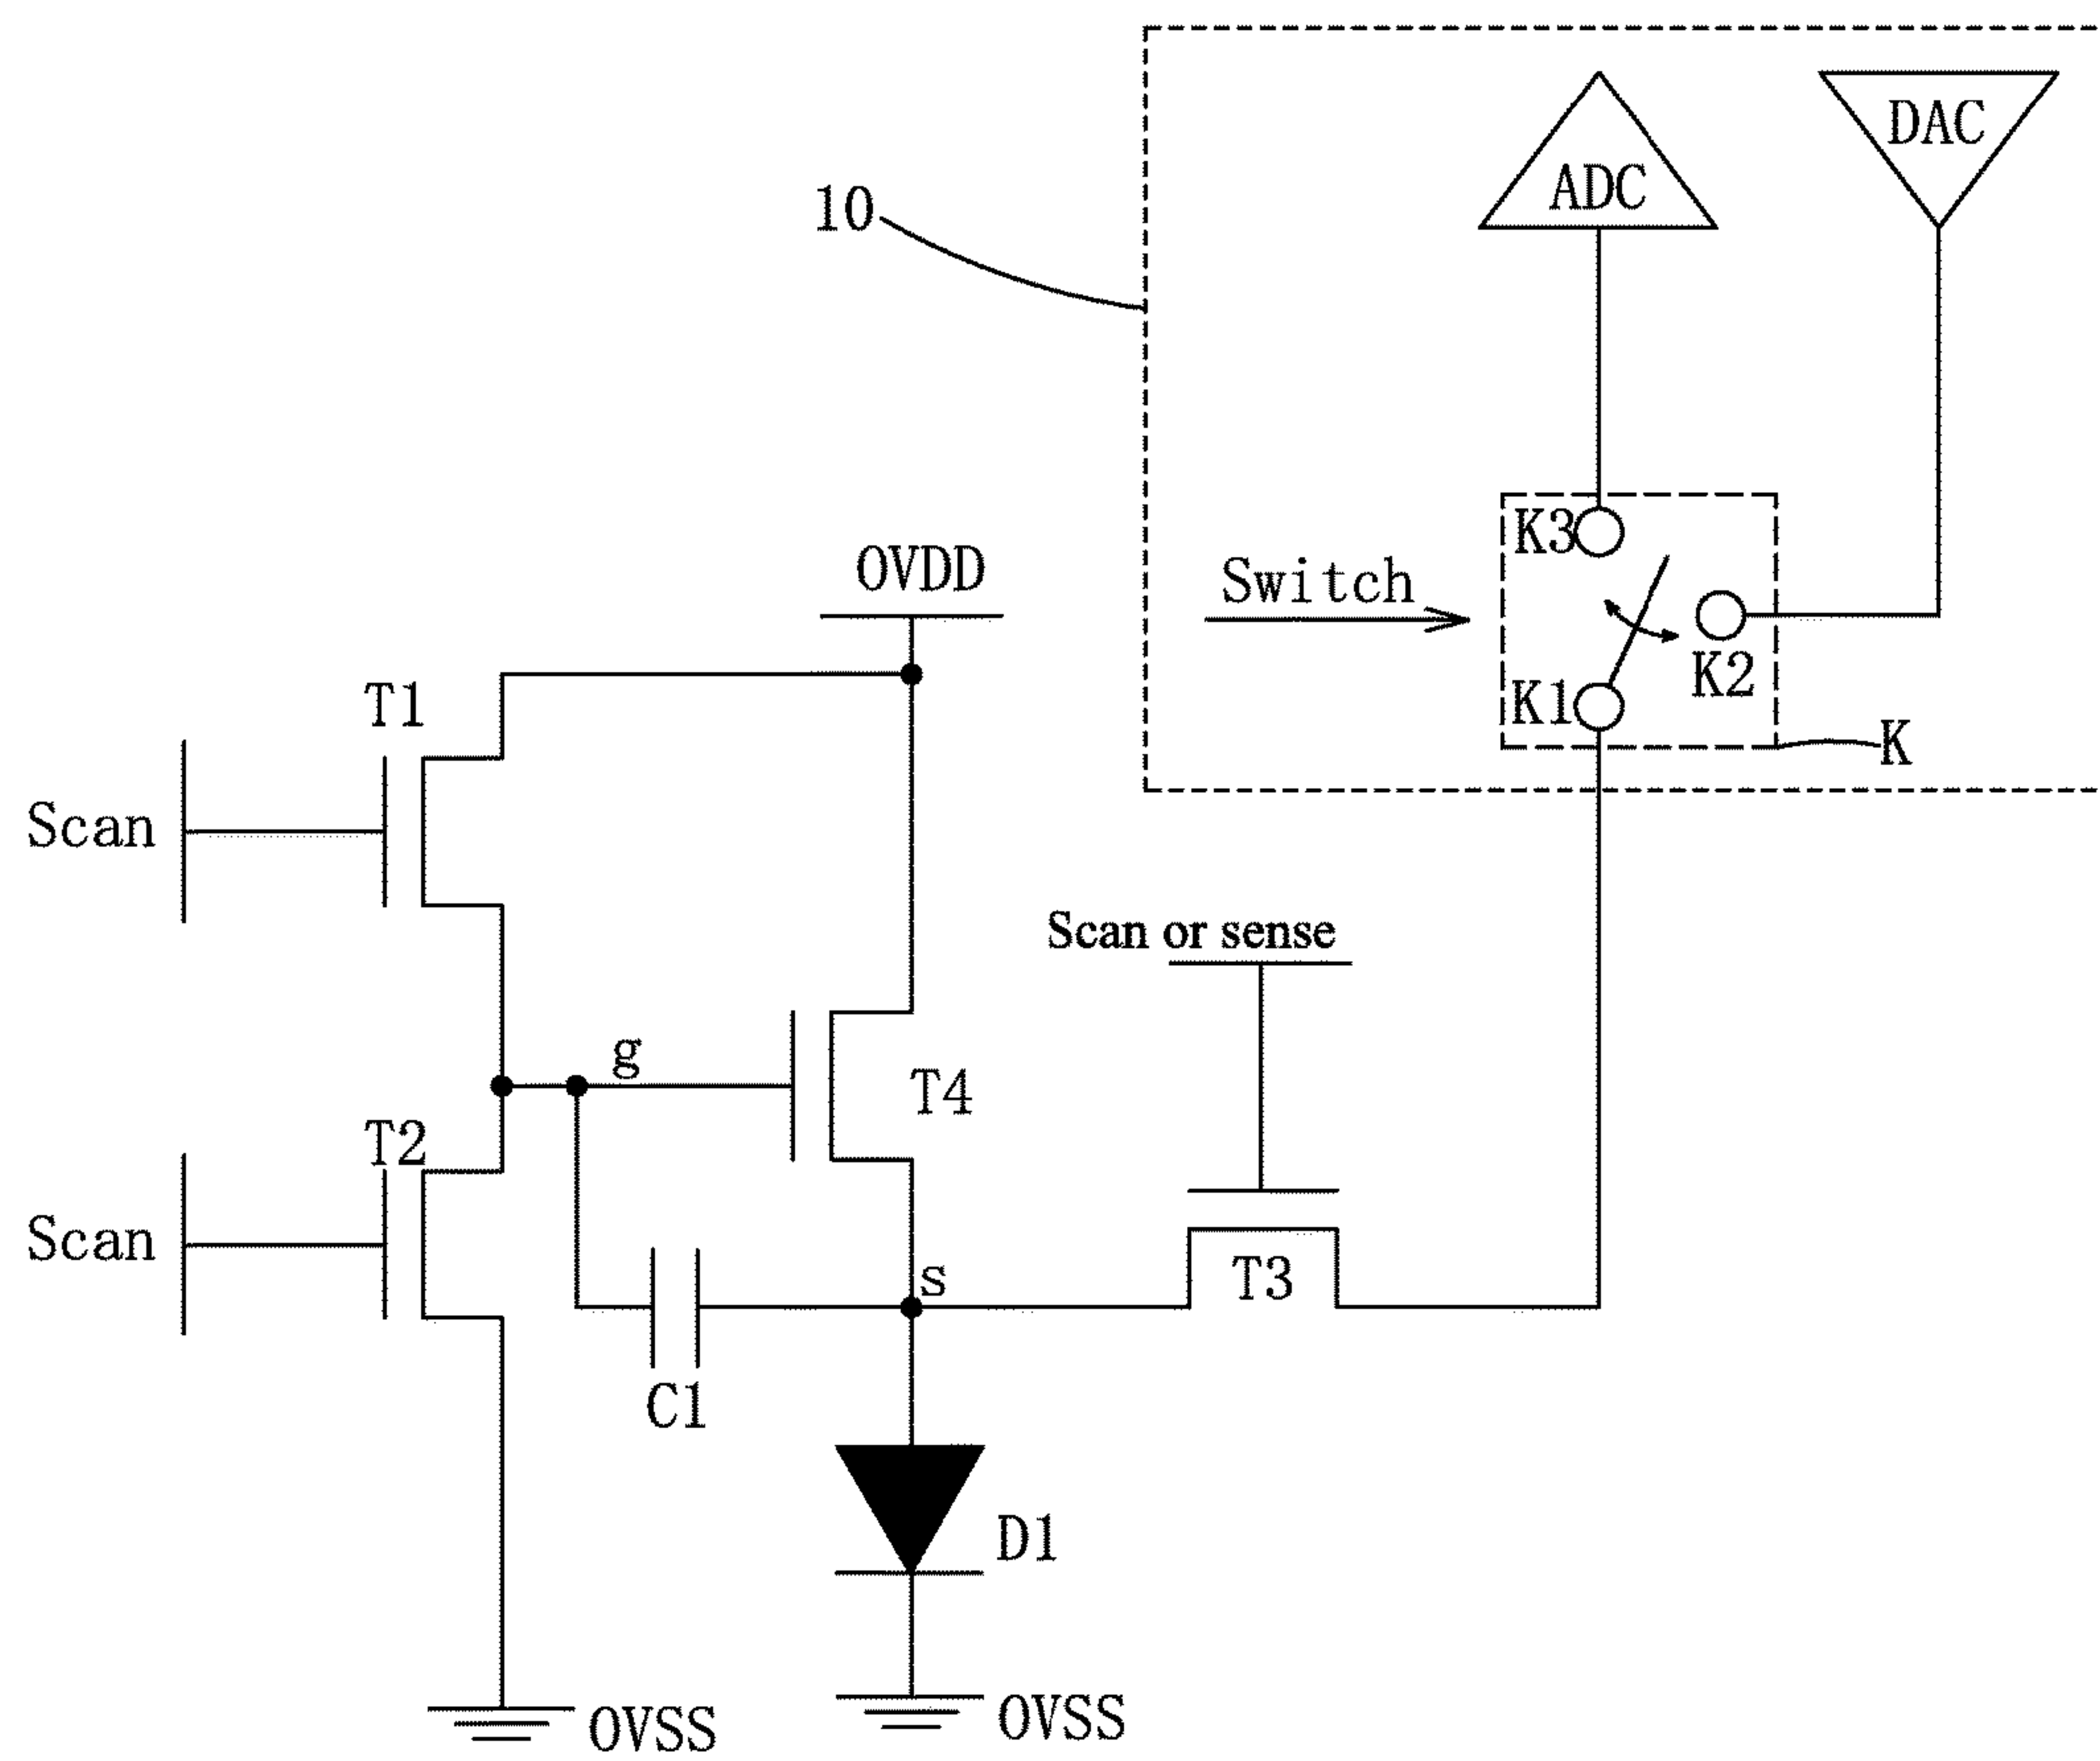 DAC
ADC
10
K3
OVDD
Switch
K2
T1
K1
K
Scan
Scan or sense
g
T4
T2
Scan
s
T3
C1
D1
OVSS
OVSS